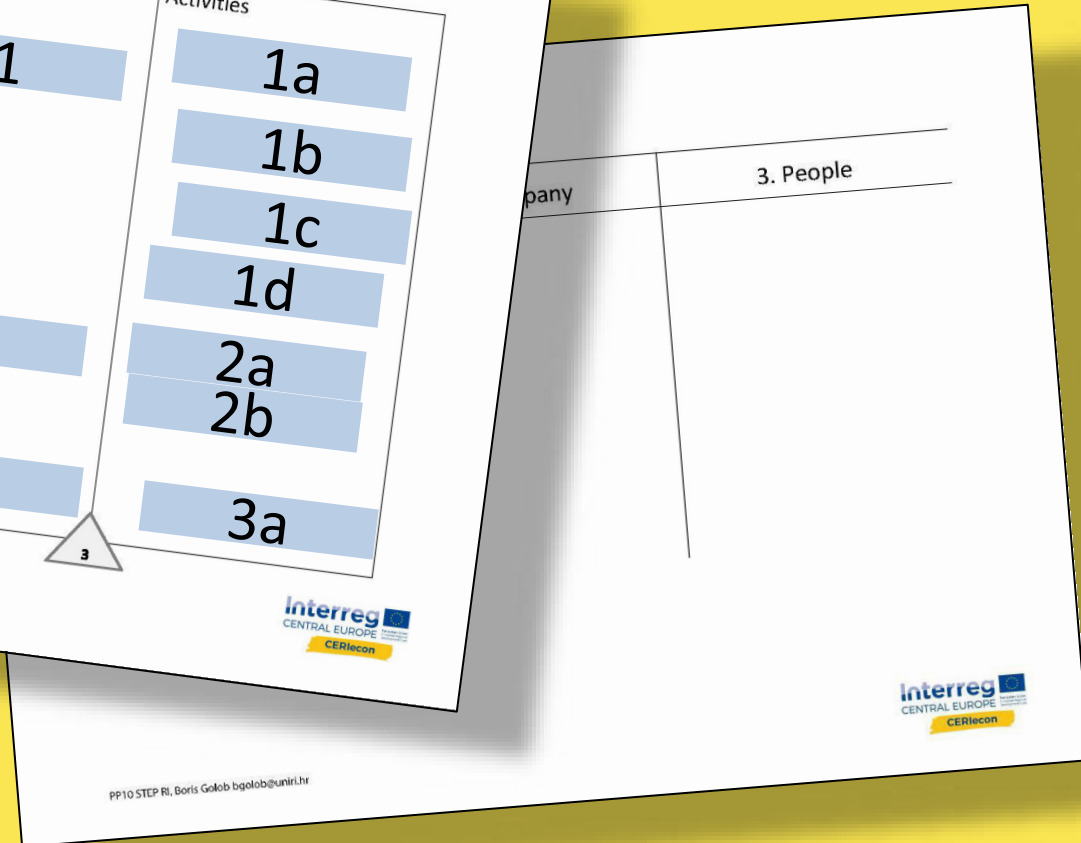 Activities
1
1a
1b
1c
1d
2a
2b
3a
3
Interreg
CENTRAL EUROPE
CERIecon
pany
3. People
Interreg
CENTRAL EUROPE
CERIecon
PP10 STEP RI, Boris Golob bgolob@uniri.hr